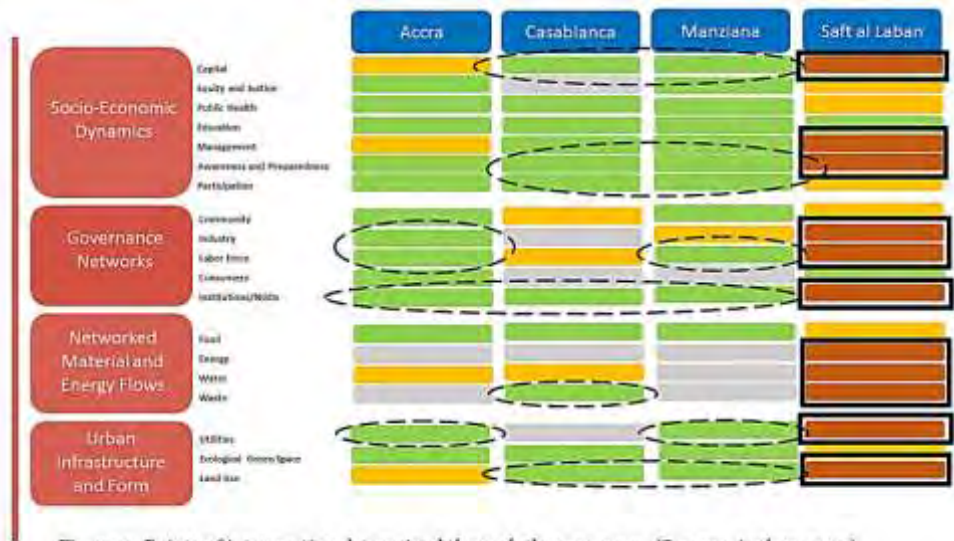 Accra Casablanca Manziana Saft al Laban
Socio-Economic
Dynamics
Capital
Equity and Justice
Public Health
Education
Management
Awareness and Preparedness
Participation
Governance
Networks
Community
Industry
Labor force
Consumers
Institutions/NGOs
Networked
Material and
Energy Flows
Food
Energy
Water
Waste
Urban
Infrastructure
and Form
Utilities
Ecological Green Space
Land Use